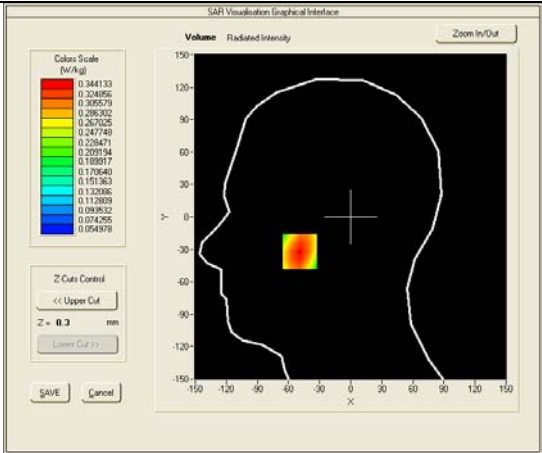 SAR Visualisation Graphical Interface
Volume Radiated Intensity
Zoom In/Out
Colors Scale
(W/kg)
0.344133
0.324856
0.305579
0.286302
0.267025
0.247748
0.228471
0.209194
0.189917
0.170640
0.151363
0.132086
0.112809
0.093532
0.074255
0.054978
Z-Cuts Control
<< Upper Cut
Z = 0.3 mm
Lower Cut >>
SAVE
Cancel
150
120
90
60
30
0
-30
-60
-90
-120
-150
Y
-150 -120 -90 -60 -30 0 30 60 90 120 150
X